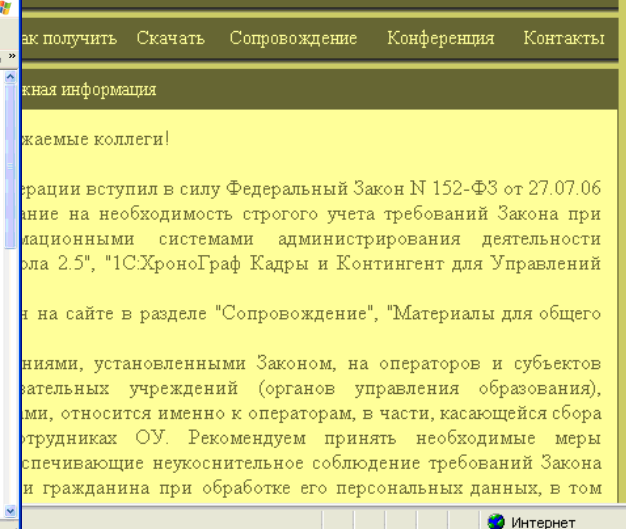 ак получить Скачать Сопровождение Конференция Контакты
жная информация
жаемые коллеги!
ерации вступил в силу Федеральный Закон N 152-ФЗ от 27.07.06
ание на необходимость строгого учета требований Закона при
мационными системами администрирования деятельности
ола 2.5", "1С:ХроноГраф Кадры и Контингент для Управлений
н на сайте в разделе "Сопровождение", "Материалы для общего
ниями, установленными Законом, на операторов и субъектов
вательных учреждений (органов управления образования),
ами, относится именно к операторам, в части, касающейся сбора
отрудниках ОУ. Рекомендуем принять необходимые меры
спечивающие неукоснительное соблюдение требований Закона
и гражданина при обработке его персональных данных, в том
Интернет